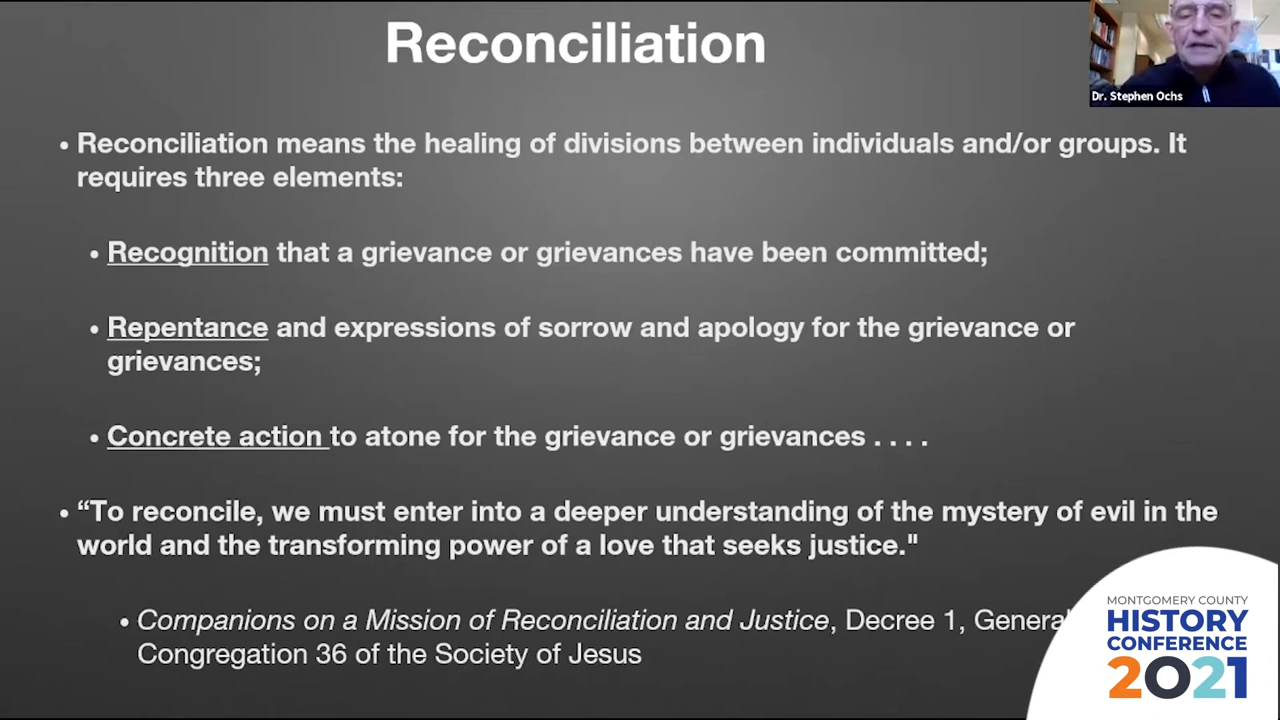 Reconciliation
Dr. Stephen Ochs
• Reconciliation means the healing of divisions between individuals and/or groups. It
requires three elements:
• Recognition that a grievance or grievances have been committed;
• Repentance and expressions of sorrow and apology for the grievance or
grievances;
• Concrete action to atone for the grievance or grievances . . . .
• “To reconcile, we must enter into a deeper understanding of the mystery of evil in the
world and the transforming power of a love that seeks justice."
• Companions on a Mission of Reconciliation and Justice, Decree 1, General
Congregation 36 of the Society of Jesus
MONTGOMERY COUNTY
HISTORY
CONFERENCE
2021